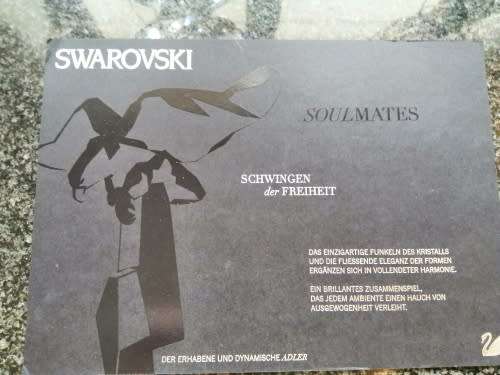 SWAROVSKI
SOULMATES
SCHWINGEN
der FREIHEIT
DAS EINZIGARTIGE FUNKELN DES KRISTALLS
UND DIE FLIESSENDE ELEGANZ DER FORMEN
ERGÄNZEN SICH IN VOLLENDETER HARMONIE.
EIN BRILLANTES ZUSAMMENSPIEL,
DAS JEDEM AMBIENTE EINEN HAUCH VON
AUSGEWOGENHEIT VERLEIHT.
DER ERHABENE UND DYNAMISCHE ADLER